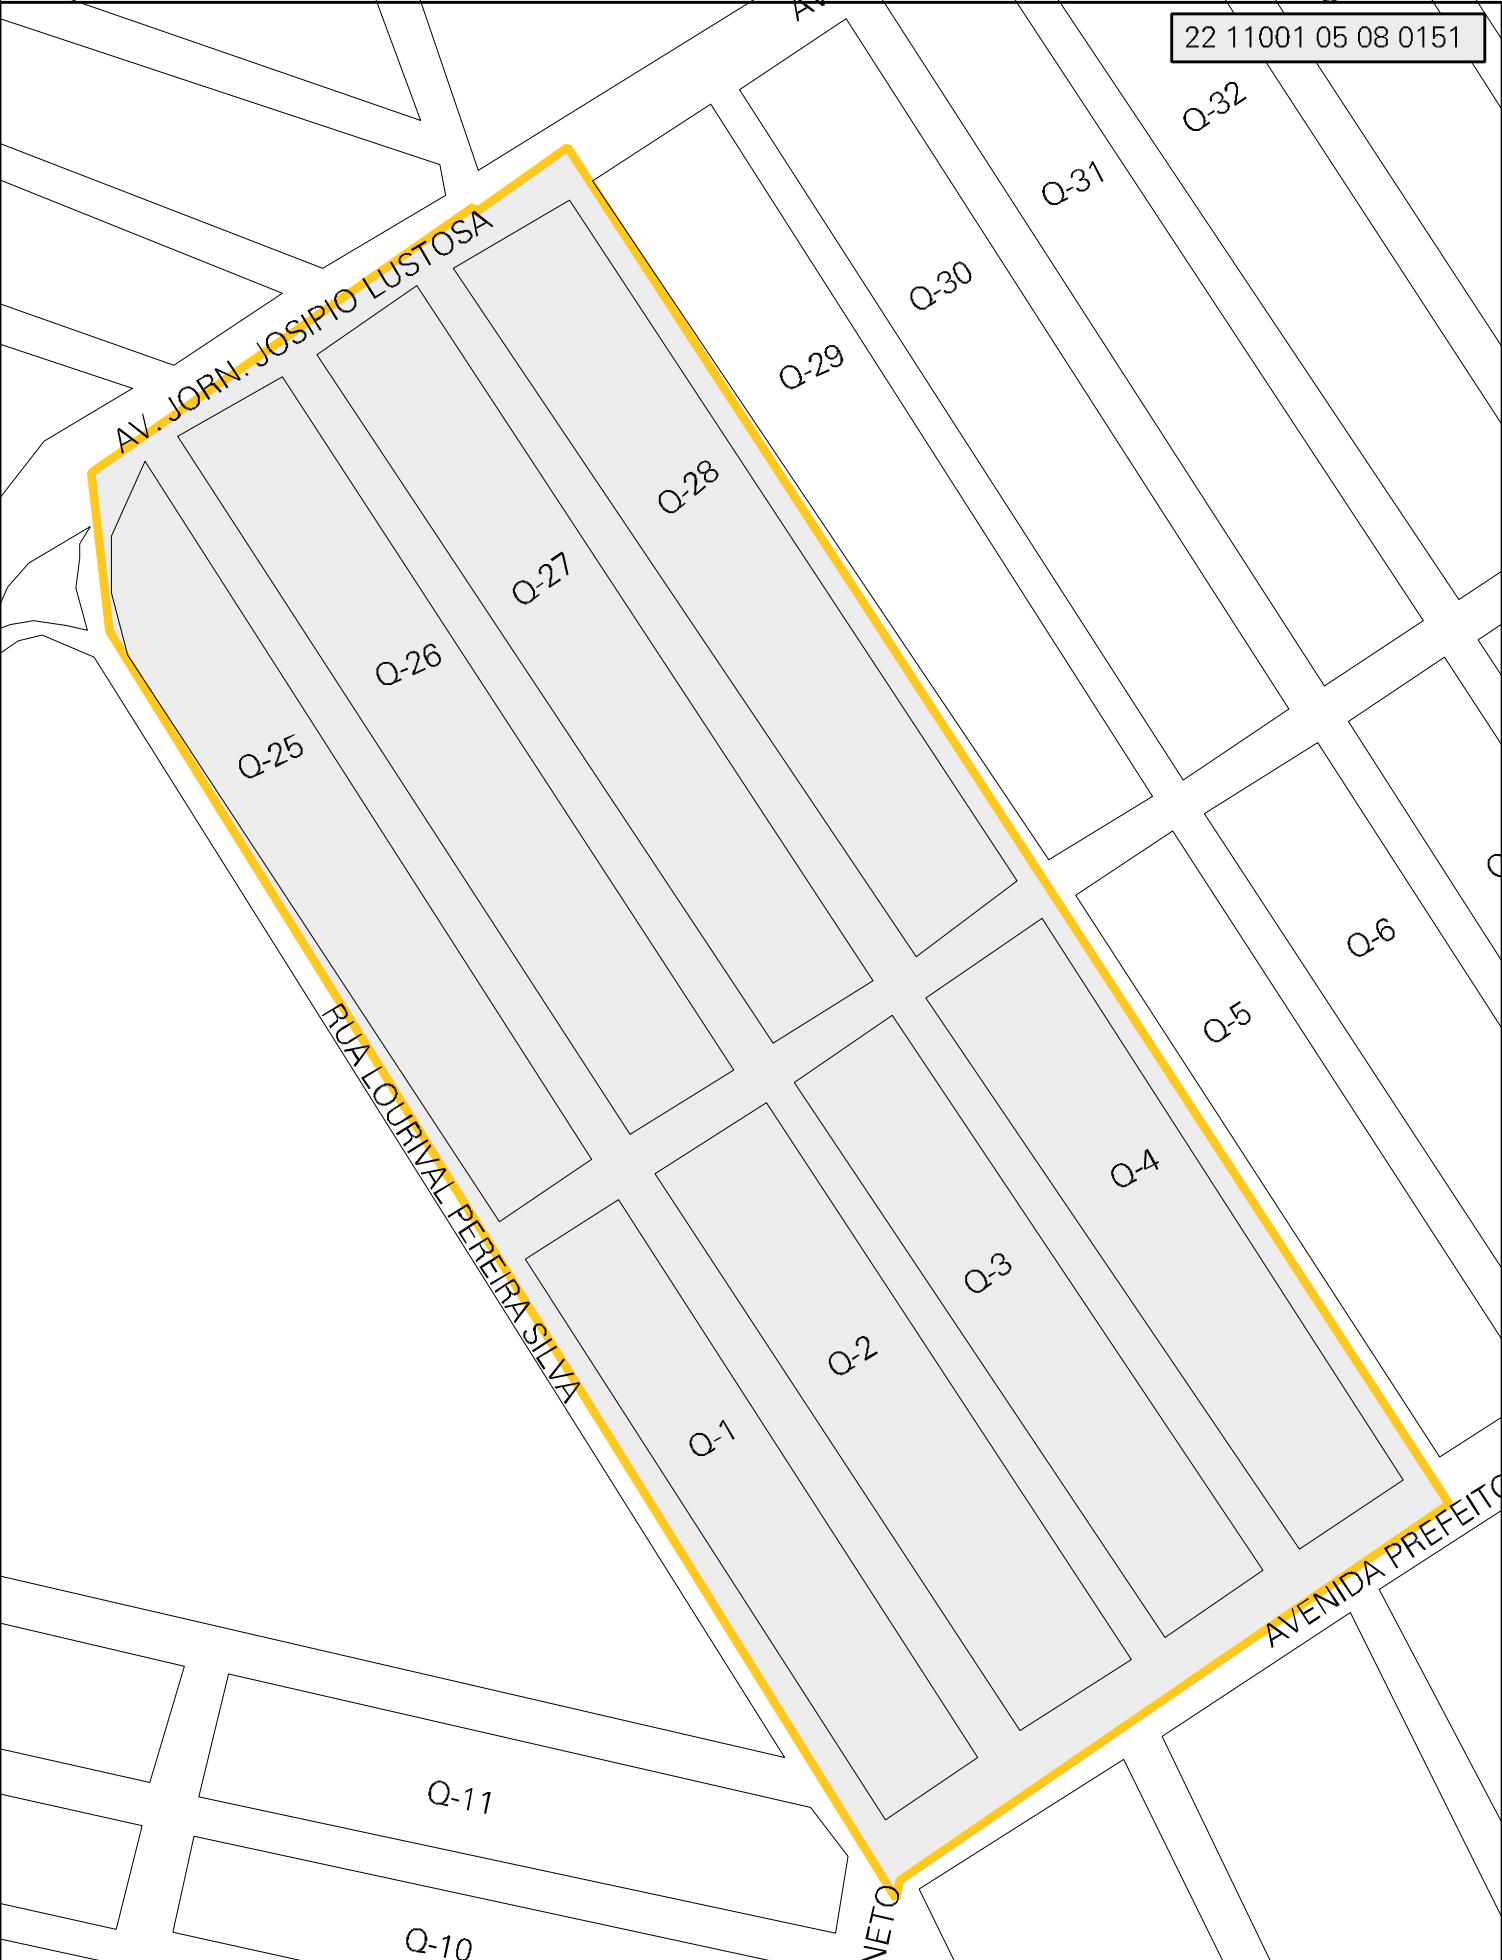 22 11001 05 08 0151
Q-32
Q-31
Q-30
Q-29
AV. JORN. JOSIPIO LUSTOSA
Q-28
Q-27
Q-26
Q-25
Q-6
Q-5
RUA LOURIVAL PEREIRA SILVA
Q-4
Q-3
Q-2
Q-1
AVENIDA PREFEITO
Q-11
Q-10
NETO